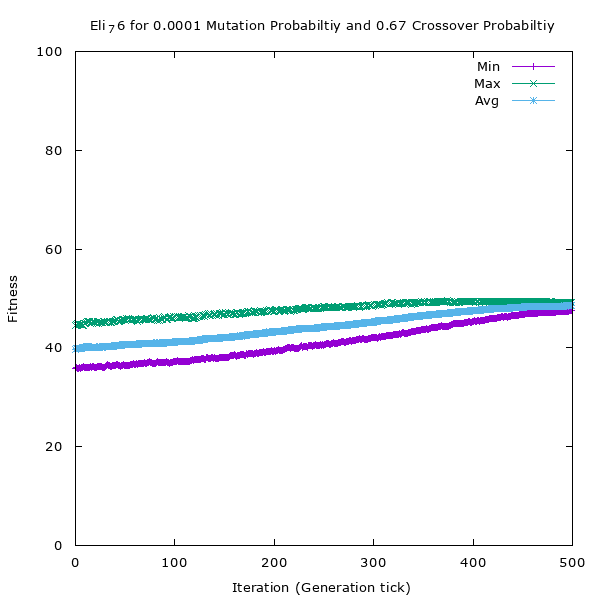 Eli₇6 for 0.0001 Mutation Probabiltiy and 0.67 Crossover Probabiltiy
100
80
60
40
20
0
0 100 200 300 400 500
Min
Max
Avg
Fitness
Iteration (Generation tick)